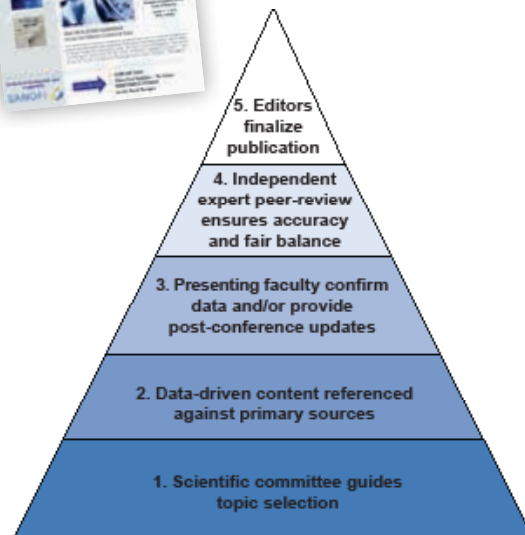 SANOFI
5. Editors
finalize
publication
4. Independent
expert peer-review
ensures accuracy
and fair balance
3. Presenting faculty confirm
data and/or provide
post-conference updates
2. Data-driven content referenced
against primary sources
1. Scientific committee guides
topic selection